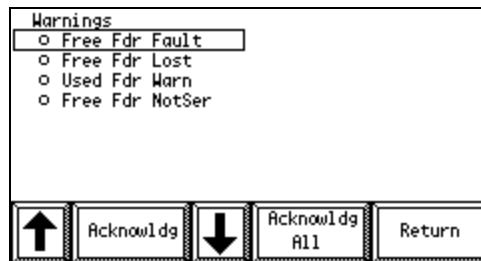 Warnings
o Free Fdr Fault
o Free Fdr Lost
o Used Fdr Warn
o Free Fdr NotSer
Acknowldg
Acknowldg
All
Return